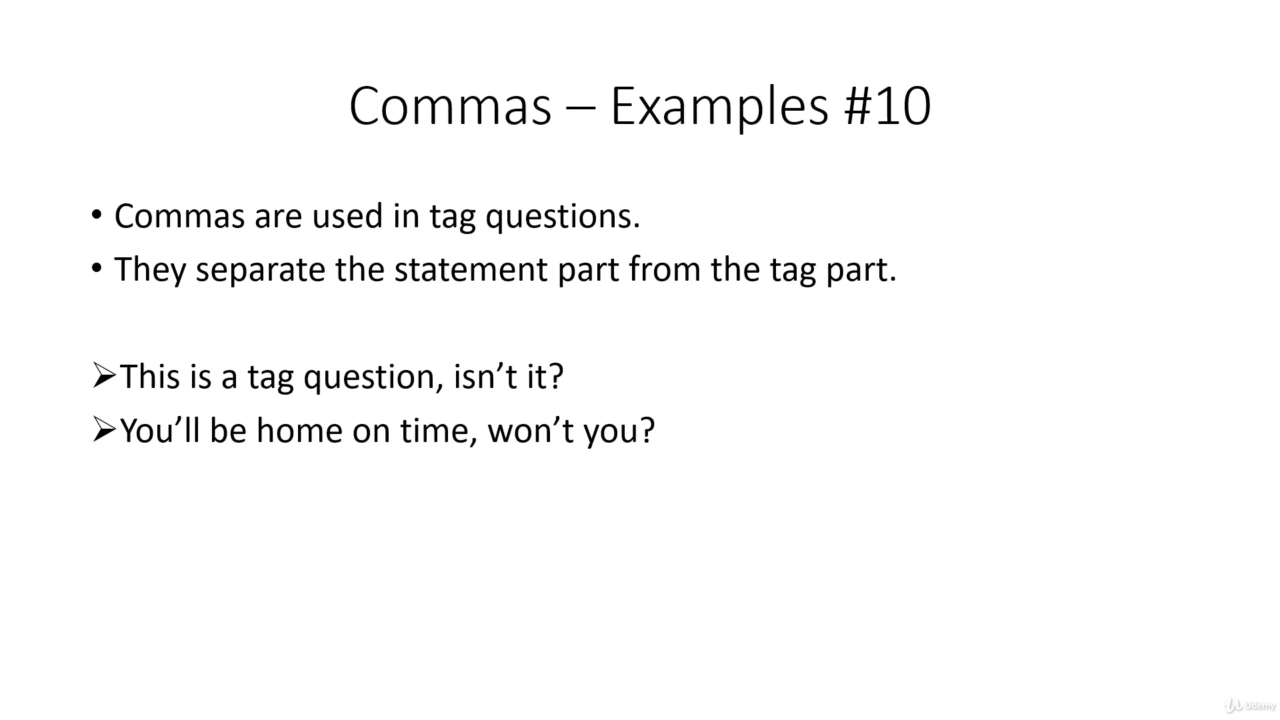 Commas – Examples #10
• Commas are used in tag questions.
• They separate the statement part from the tag part.
➢This is a tag question, isn’t it?
➢You’ll be home on time, won’t you?
Udemy